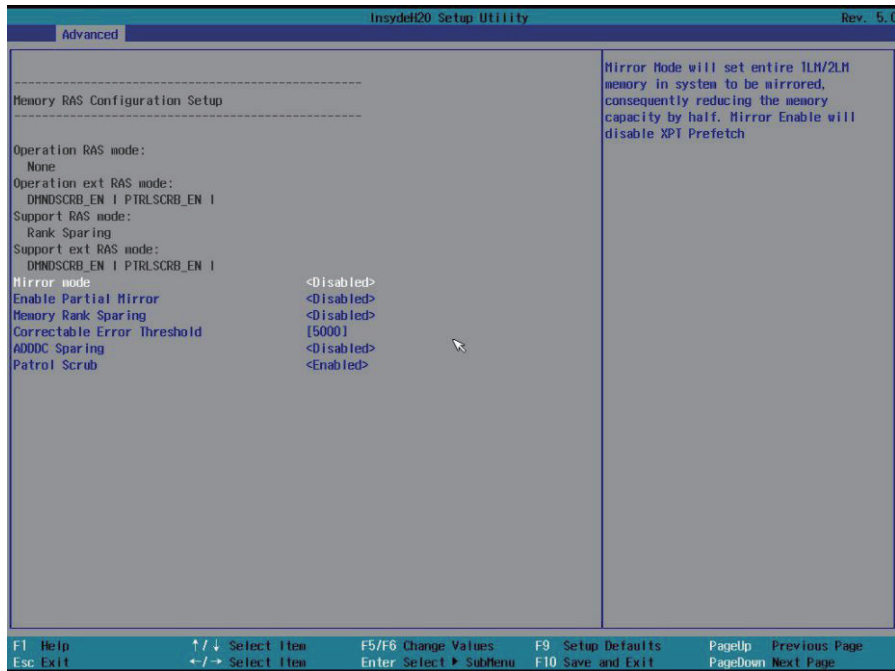 InsydeH20 Setup Utility Rev. 5.0
Advanced
--------------------------------------------------
Memory RAS Configuration Setup
--------------------------------------------------
Operation RAS mode:
None
Operation ext RAS mode:
DMNDSCRB_EN | PTRLSCRB_EN |
Support RAS mode:
Rank Sparing
Support ext RAS mode:
DMNDSCRB_EN | PTRLSCRB_EN |
Mirror mode <Disabled>
Enable Partial Mirror <Disabled>
Memory Rank Sparing <Disabled>
Correctable Error Threshold [5000]
ADDDC Sparing <Disabled>
Patrol Scrub <Enabled>
Mirror Mode will set entire 1LM/2LM
memory in system to be mirrored,
consequently reducing the memory
capacity by half. Mirror Enable will
disable XPT Prefetch
F1 Help ↑/↓ Select Item F5/F6 Change Values F9 Setup Defaults PageUp Previous Page
Esc Exit ←/→ Select Item Enter Select ▶ SubMenu F10 Save and Exit PageDown Next Page